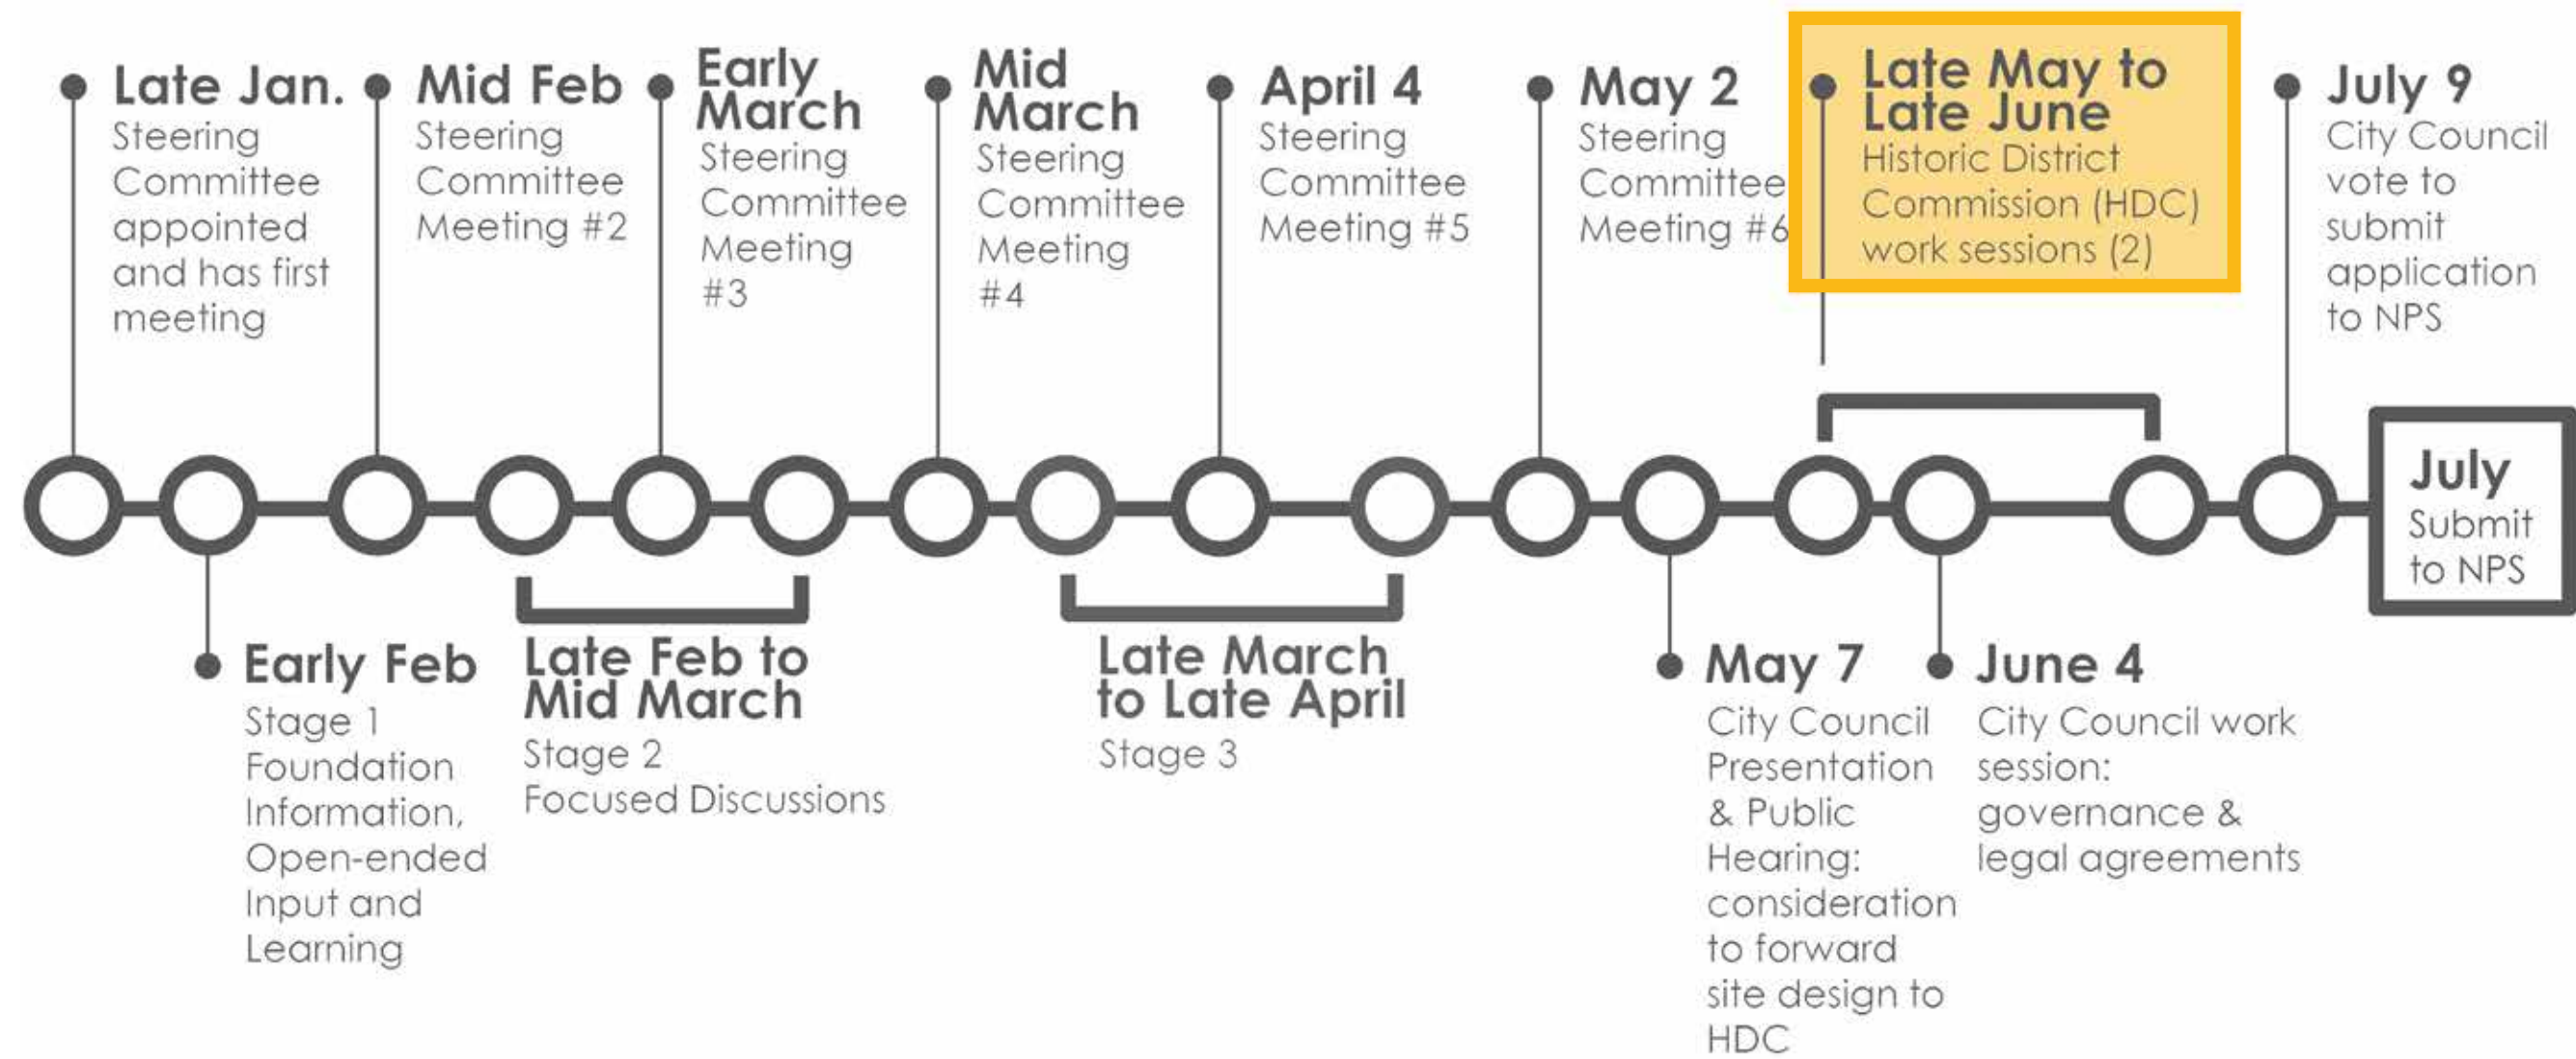 Late Jan.
Steering
Committee
appointed
and has first
meeting
Mid Feb
Steering
Committee
Meeting #2
Early
March
Steering
Committee
Meeting
#3
Mid
March
Steering
Committee
Meeting
#4
April 4
Steering
Committee
Meeting #5
May 2
Steering
Committee
Meeting #6
Late May to
Late June
Historic District
Commission (HDC)
work sessions (2)
July 9
City Council
vote to
submit
application
to NPS
July
Submit
to NPS
Early Feb
Stage 1
Foundation
Information,
Open-ended
Input and
Learning
Late Feb to
Mid March
Stage 2
Focused Discussions
Late March
to Late April
Stage 3
May 7
City Council
Presentation
& Public
Hearing:
consideration
to forward
site design to
HDC
June 4
City Council work
session:
governance &
legal agreements